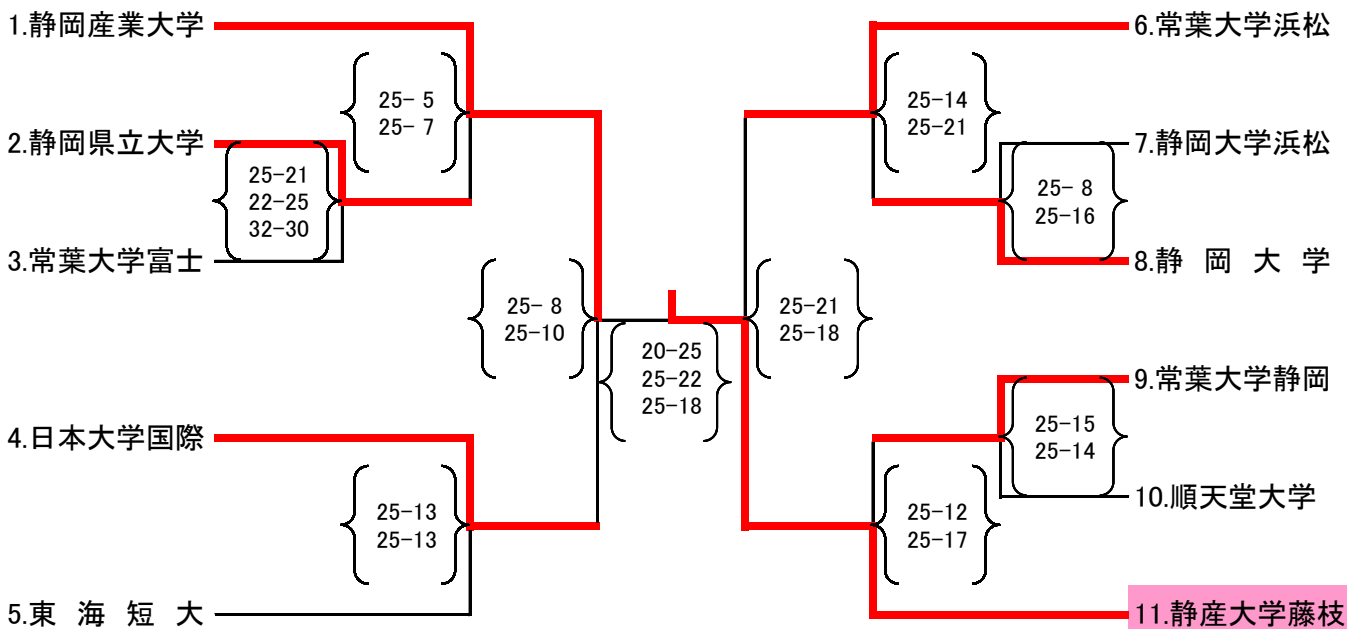 1.静岡産業大学
25- 5
25- 7
2.静岡県立大学
25-21
22-25
32-30
3.常葉大学富士
25- 8
25-10
4.日本大学国際
25-13
25-13
5.東 海 短 大
20-25
25-22
25-18
6.常葉大学浜松
25-14
25-21
7.静岡大学浜松
25- 8
25-16
8.静 岡 大 学
25-21
25-18
9.常葉大学静岡
25-15
25-14
10.順天堂大学
25-12
25-17
11.静産大学藤枝